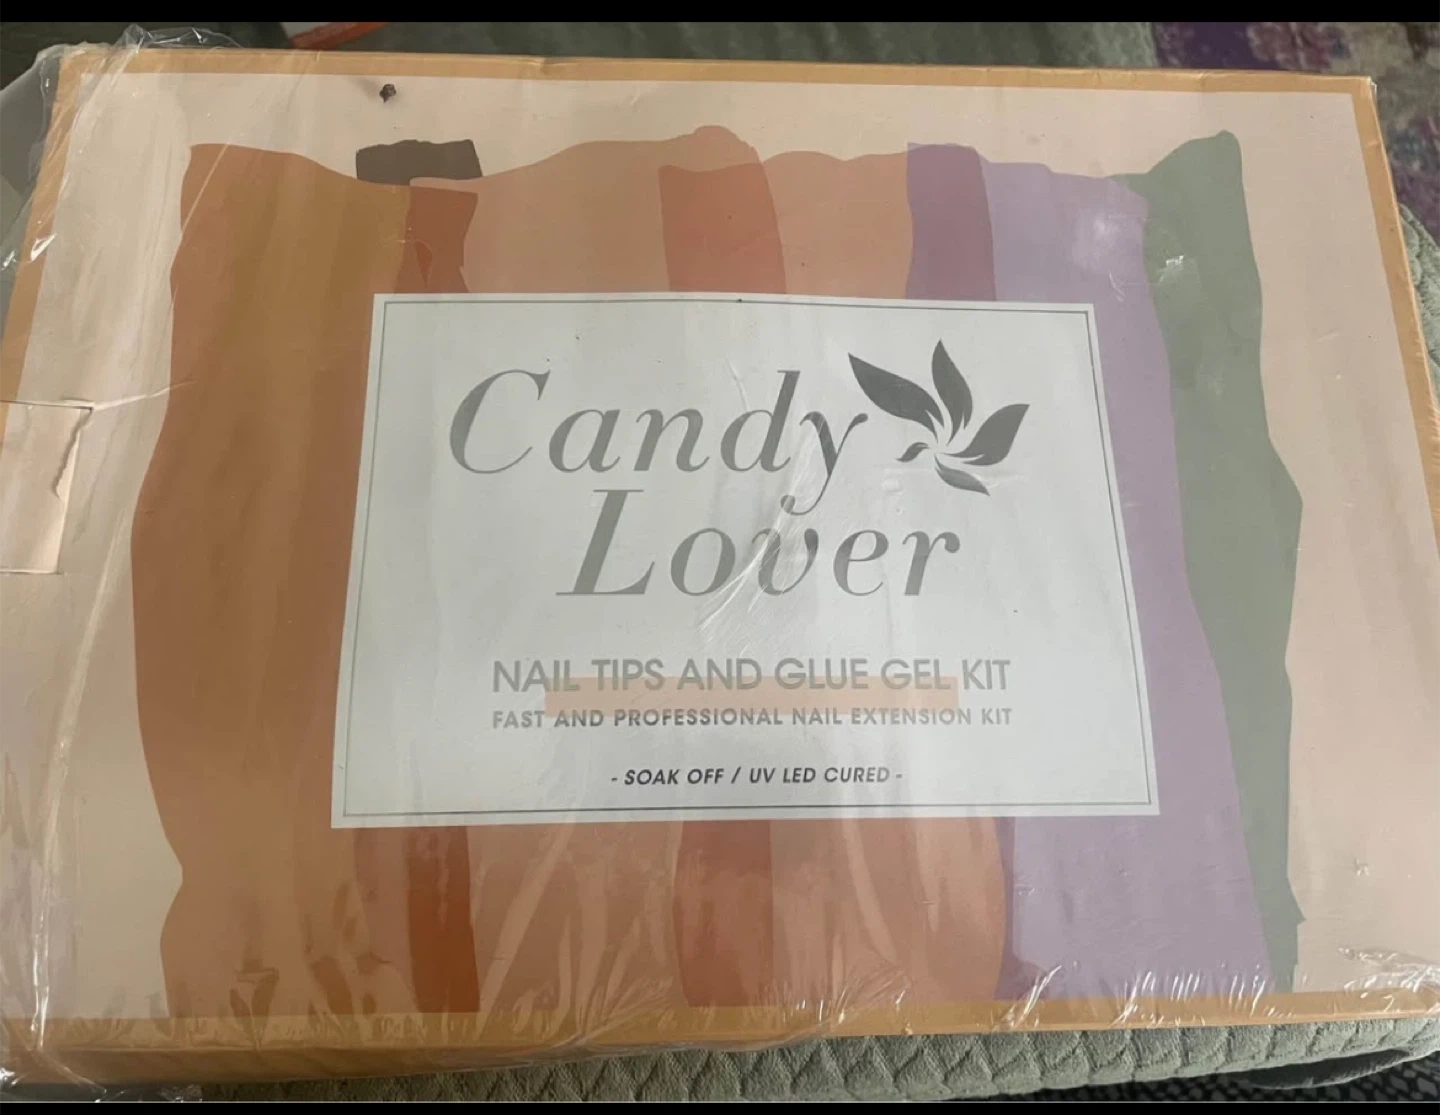 Candy
Lover
NAIL TIPS AND GLUE GEL KIT
FAST AND PROFESSIONAL NAIL EXTENSION KIT
- SOAK OFF / UV LED CURED -